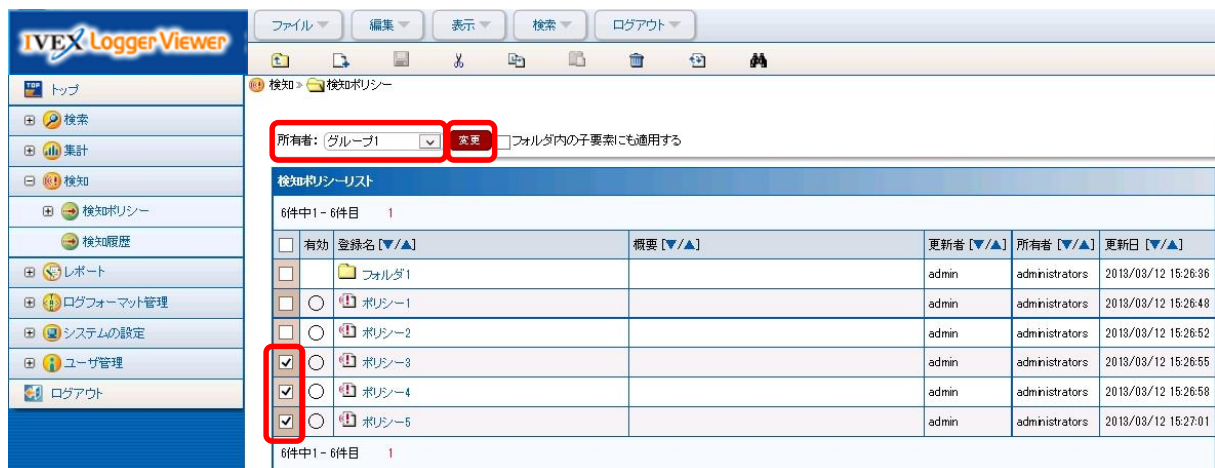 IVEX Logger Viewer
ファイル
編集
表示
検索
ログアウト
TOP
トップ
検索
集計
検知
検知ポリシー
検知履歴
レポート
ログフォーマット管理
システムの設定
ユーザ管理
ログアウト
検知 » 検知ポリシー
所有者: グループ1 変更 フォルダ内の子要素にも適用する
検知ポリシーリスト
6件中1 - 6件目 1
有効 登録名 [▼/▲] 概要 [▼/▲] 更新者 [▼/▲] 所有者 [▼/▲] 更新日 [▼/▲]
フォルダ1 admin administrators 2013/03/12 15:26:36
○ ポリシー1 admin administrators 2013/03/12 15:26:48
○ ポリシー2 admin administrators 2013/03/12 15:26:52
○ ポリシー3 admin administrators 2013/03/12 15:26:55
○ ポリシー4 admin administrators 2013/03/12 15:26:58
○ ポリシー5 admin administrators 2013/03/12 15:27:01
6件中1 - 6件目 1